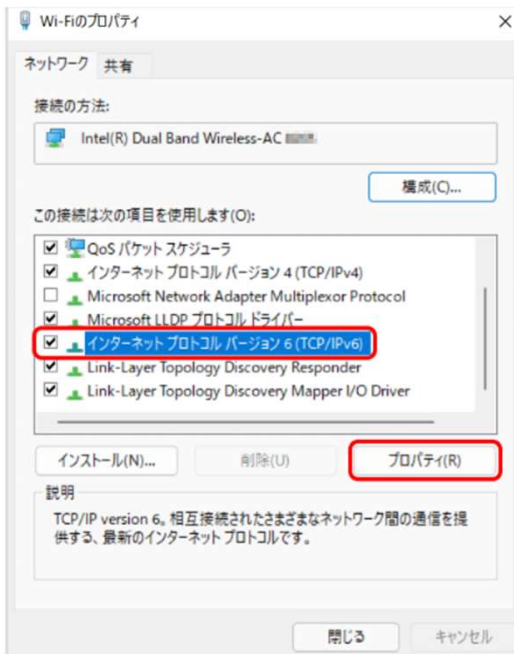 Wi-Fiのプロパティ
ネットワーク 共有
接続の方法:
Intel(R) Dual Band Wireless-AC
構成(C)...
この接続は次の項目を使用します(O):
QoS パケット スケジューラ
インターネット プロトコル バージョン 4 (TCP/IPv4)
Microsoft Network Adapter Multiplexor Protocol
Microsoft LLDP プロトコル ドライバー
インターネット プロトコル バージョン 6 (TCP/IPv6)
Link-Layer Topology Discovery Responder
Link-Layer Topology Discovery Mapper I/O Driver
インストール(N)... 削除(U) プロパティ(R)
説明
TCP/IP version 6。相互接続されたさまざまなネットワーク間の通信を提
供する、最新のインターネット プロトコルです。
閉じる キャンセル